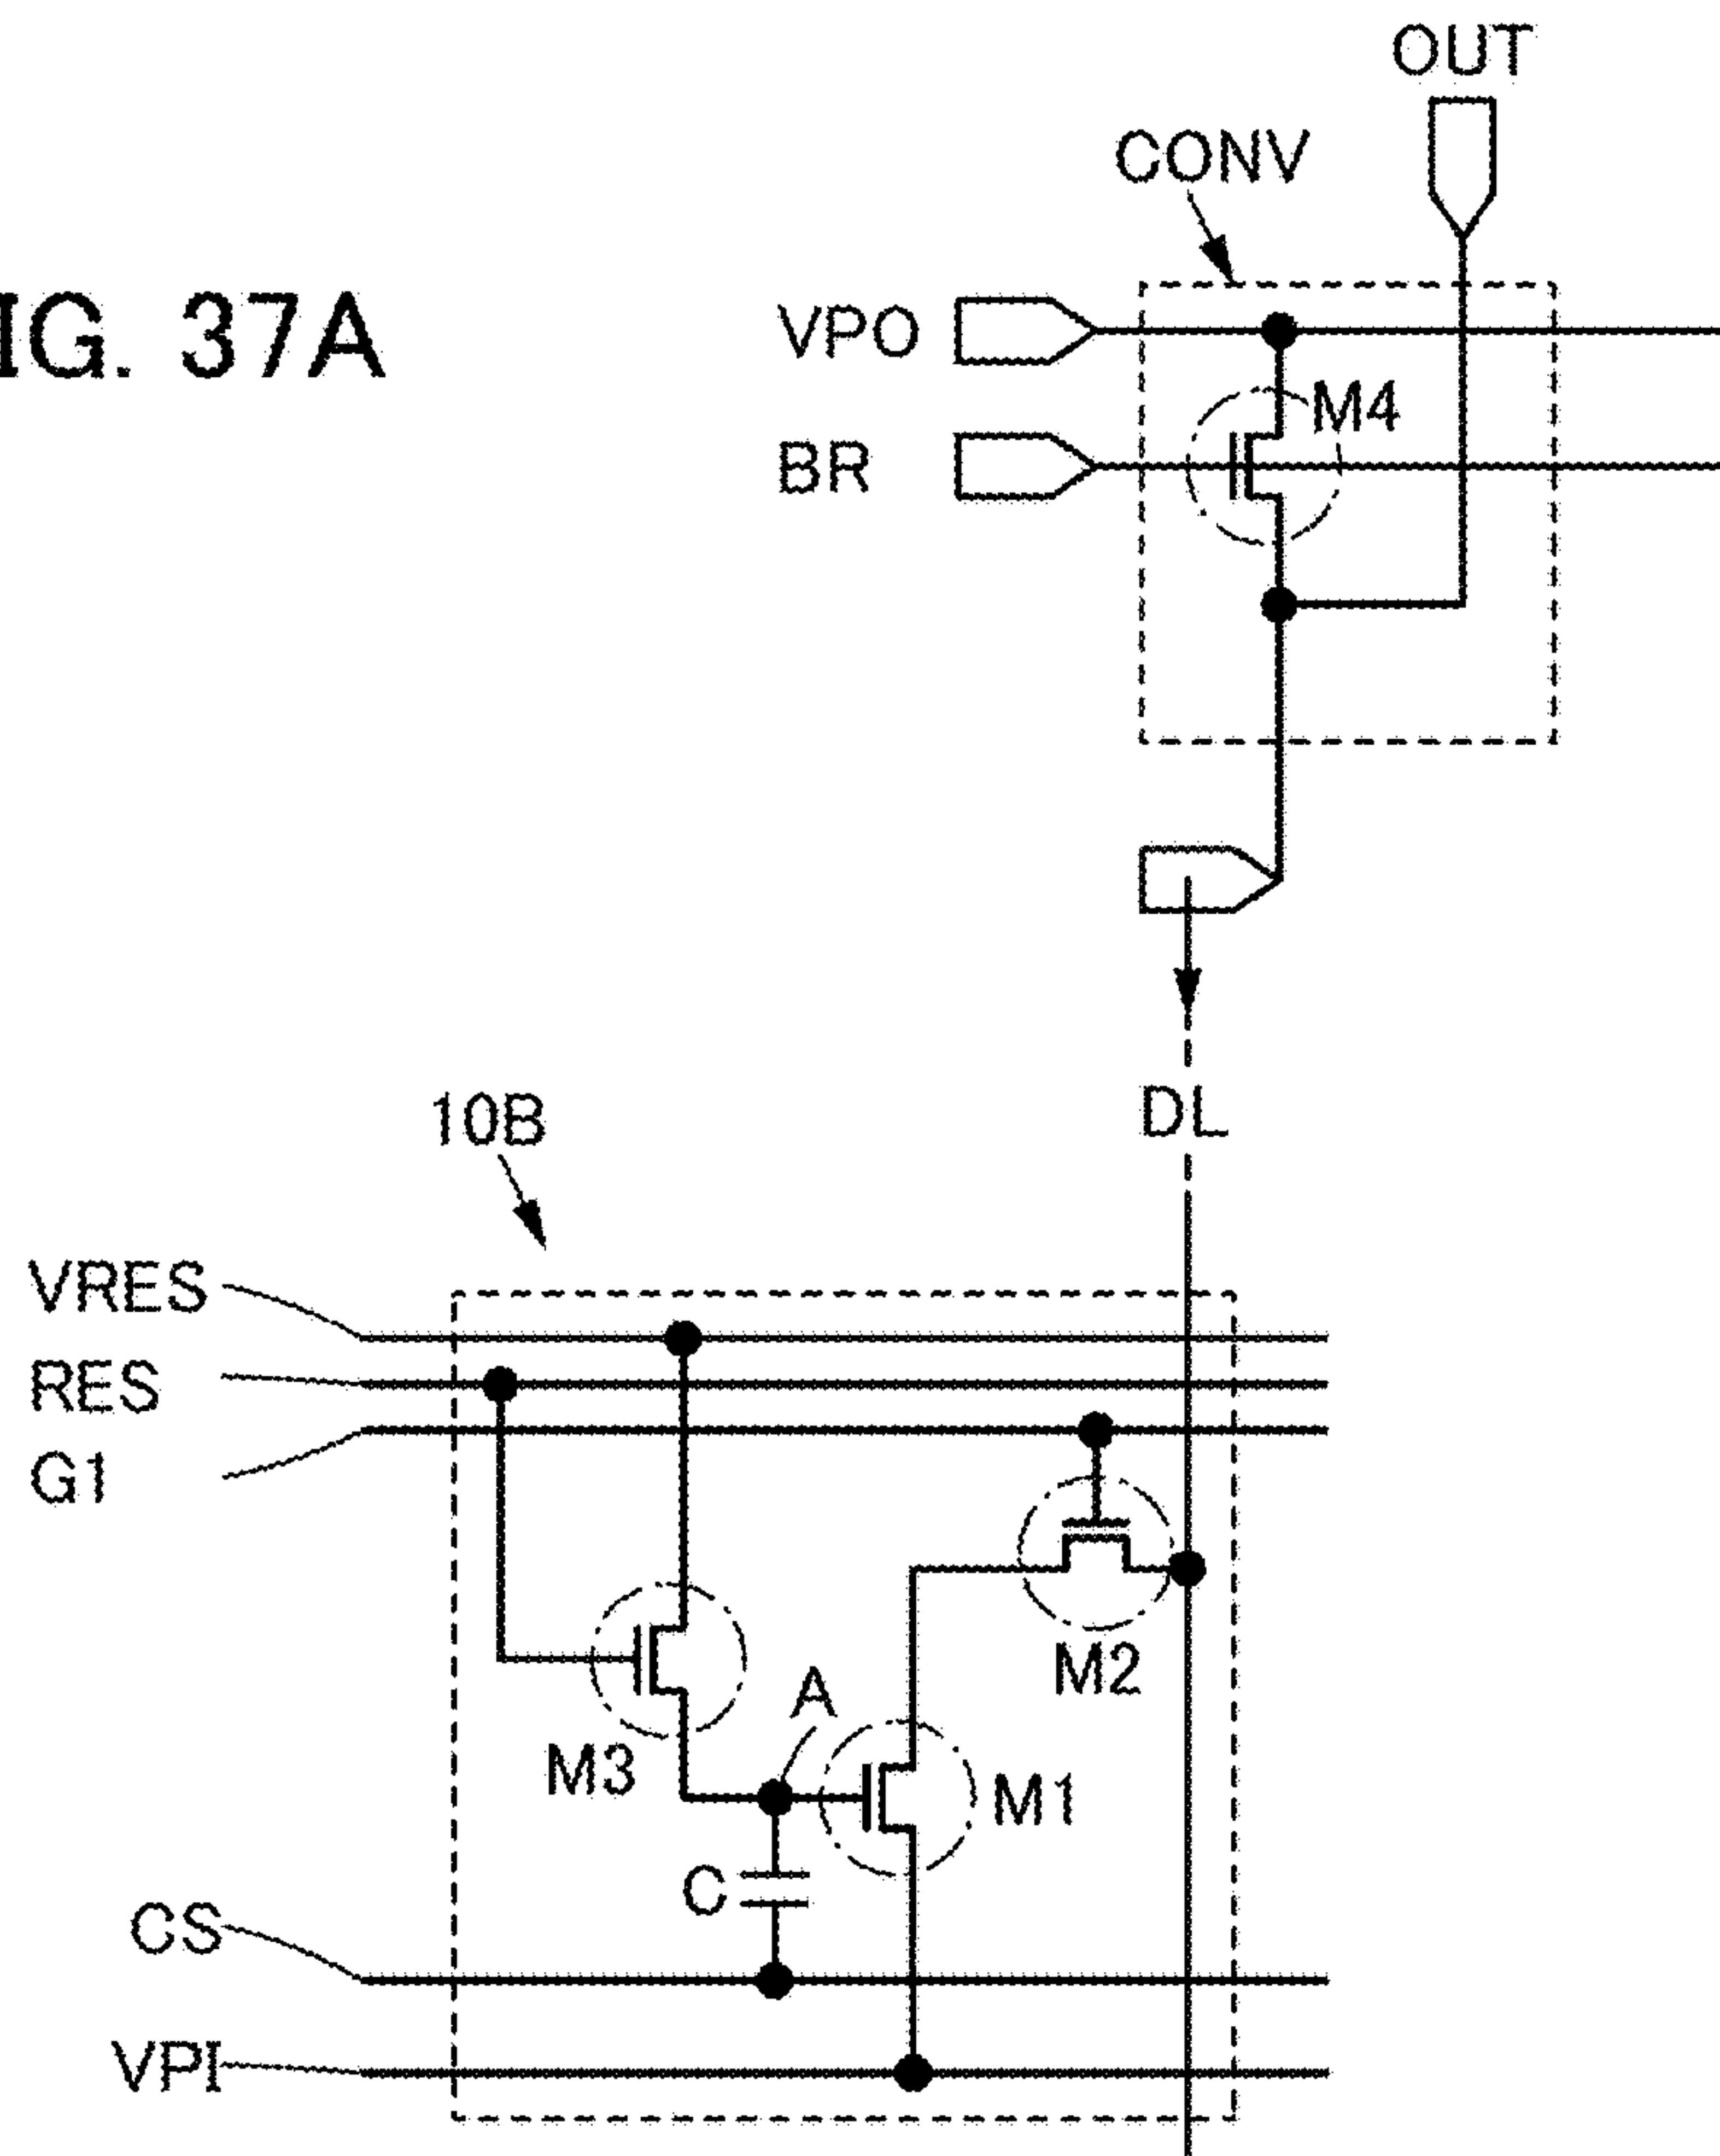 OUT
CONV
IG. 37A
VPO
M4
BR
DL
10B
VRES
RES
G1
M2
A
M3
M1
C
CS
VPI